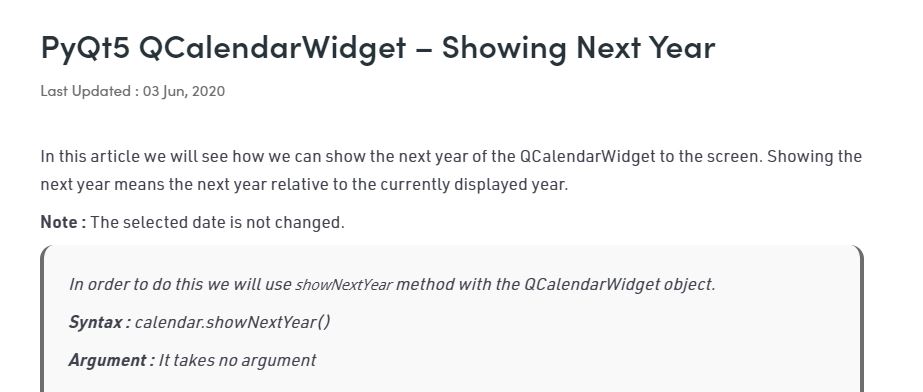 PyQt5 QCalendarWidget – Showing Next Year
Last Updated : 03 Jun, 2020
In this article we will see how we can show the next year of the QCalendarWidget to the screen. Showing the
next year means the next year relative to the currently displayed year.
Note : The selected date is not changed.
In order to do this we will use showNextYear method with the QCalendarWidget object.
Syntax : calendar.showNextYear()
Argument : It takes no argument